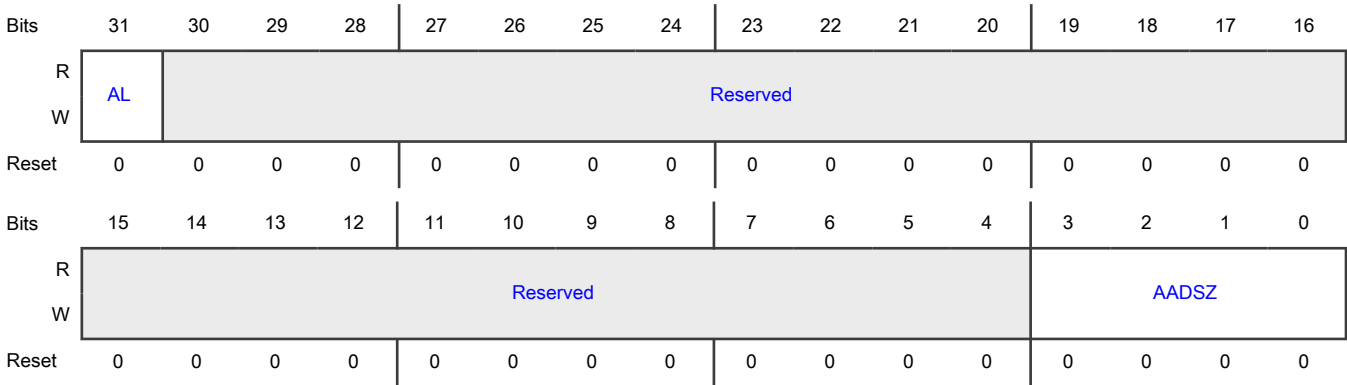 Bits 31 30 29 28 27 26 25 24 23 22 21 20 19 18 17 16
R
AL Reserved
W
Reset 0 0 0 0 0 0 0 0 0 0 0 0 0 0 0 0
Bits 15 14 13 12 11 10 9 8 7 6 5 4 3 2 1 0
R
Reserved AADSZ
W
Reset 0 0 0 0 0 0 0 0 0 0 0 0 0 0 0 0